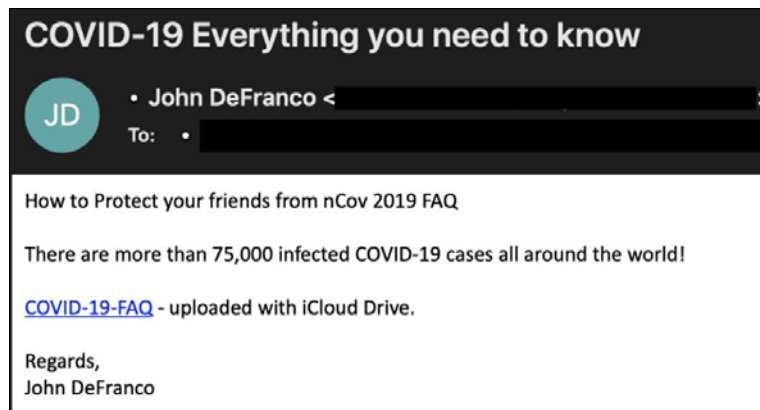 COVID-19 Everything you need to know
JD
• John DeFranco <
To: •
How to Protect your friends from nCov 2019 FAQ
There are more than 75,000 infected COVID-19 cases all around the world!
COVID-19-FAQ - uploaded with iCloud Drive.
Regards,
John DeFranco